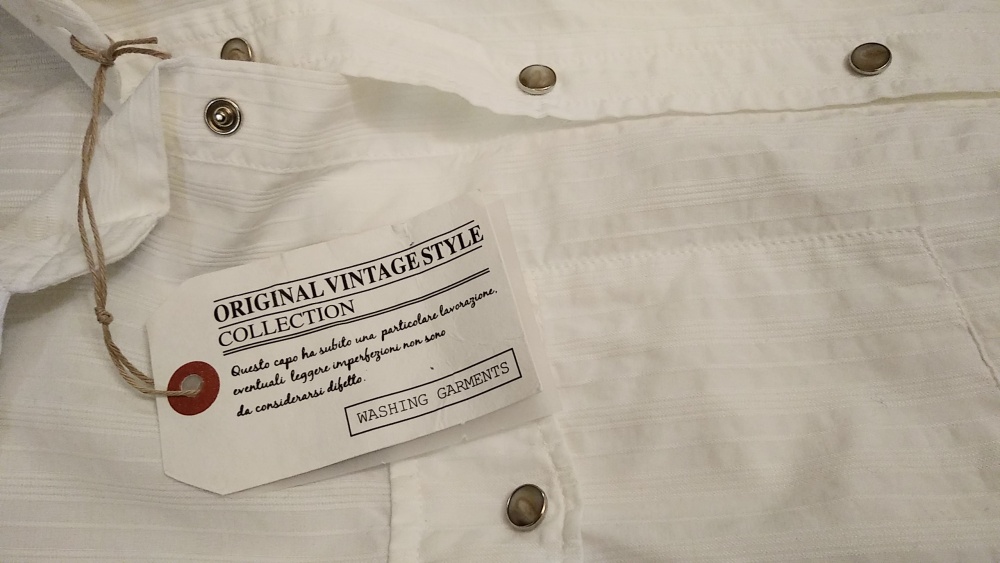 ORIGINAL VINTAGE STYLE
COLLECTION
Questo capo ha subito una particolare lavorazione,
eventuali leggere imperfezioni non sono
da considerarsi difetto.
WASHING GARMENTS